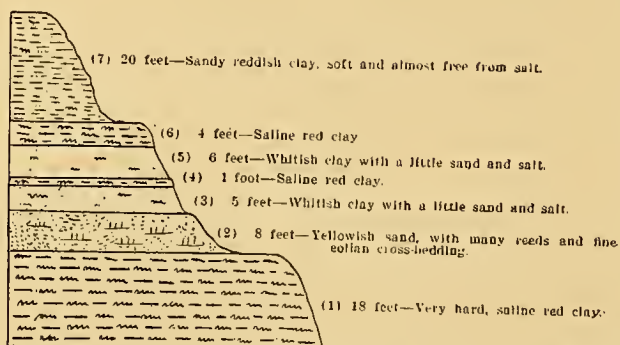 (7) 20 feet—Sandy reddish clay, soft and almost free from salt.
(6) 4 feet—Saline red clay
(5) 6 feet—Whitish clay with a little sand and salt.
(4) 1 foot—Saline red clay.
(3) 5 feet—Whitish clay with a little sand and salt.
(2) 8 feet—Yellowish sand, with many reeds and fine
eolian cross-bedding.
(1) 18 feet—Very hard, saline red clay.